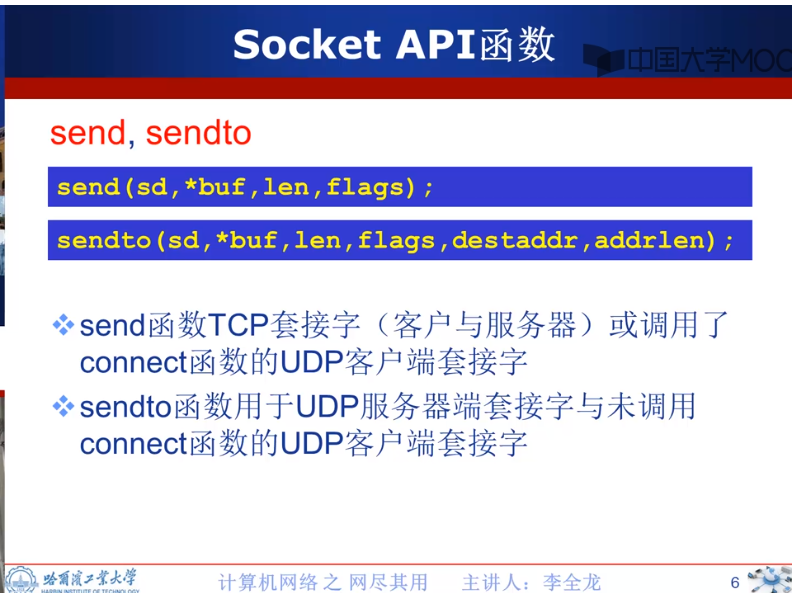 Socket API函数
中国大学MOOC
send, sendto
send(sd,*buf,len,flags);
sendto(sd,*buf,len,flags,destaddr,addrlen);
send函数TCP套接字（客户与服务器）或调用了
connect函数的UDP客户端套接字
sendto函数用于UDP服务器端套接字与未调用
connect函数的UDP客户端套接字
哈尔滨工业大学
HARBIN INSTITUTE OF TECHNOLOGY
计算机网络之 网尽其用 主讲人：李全龙
6